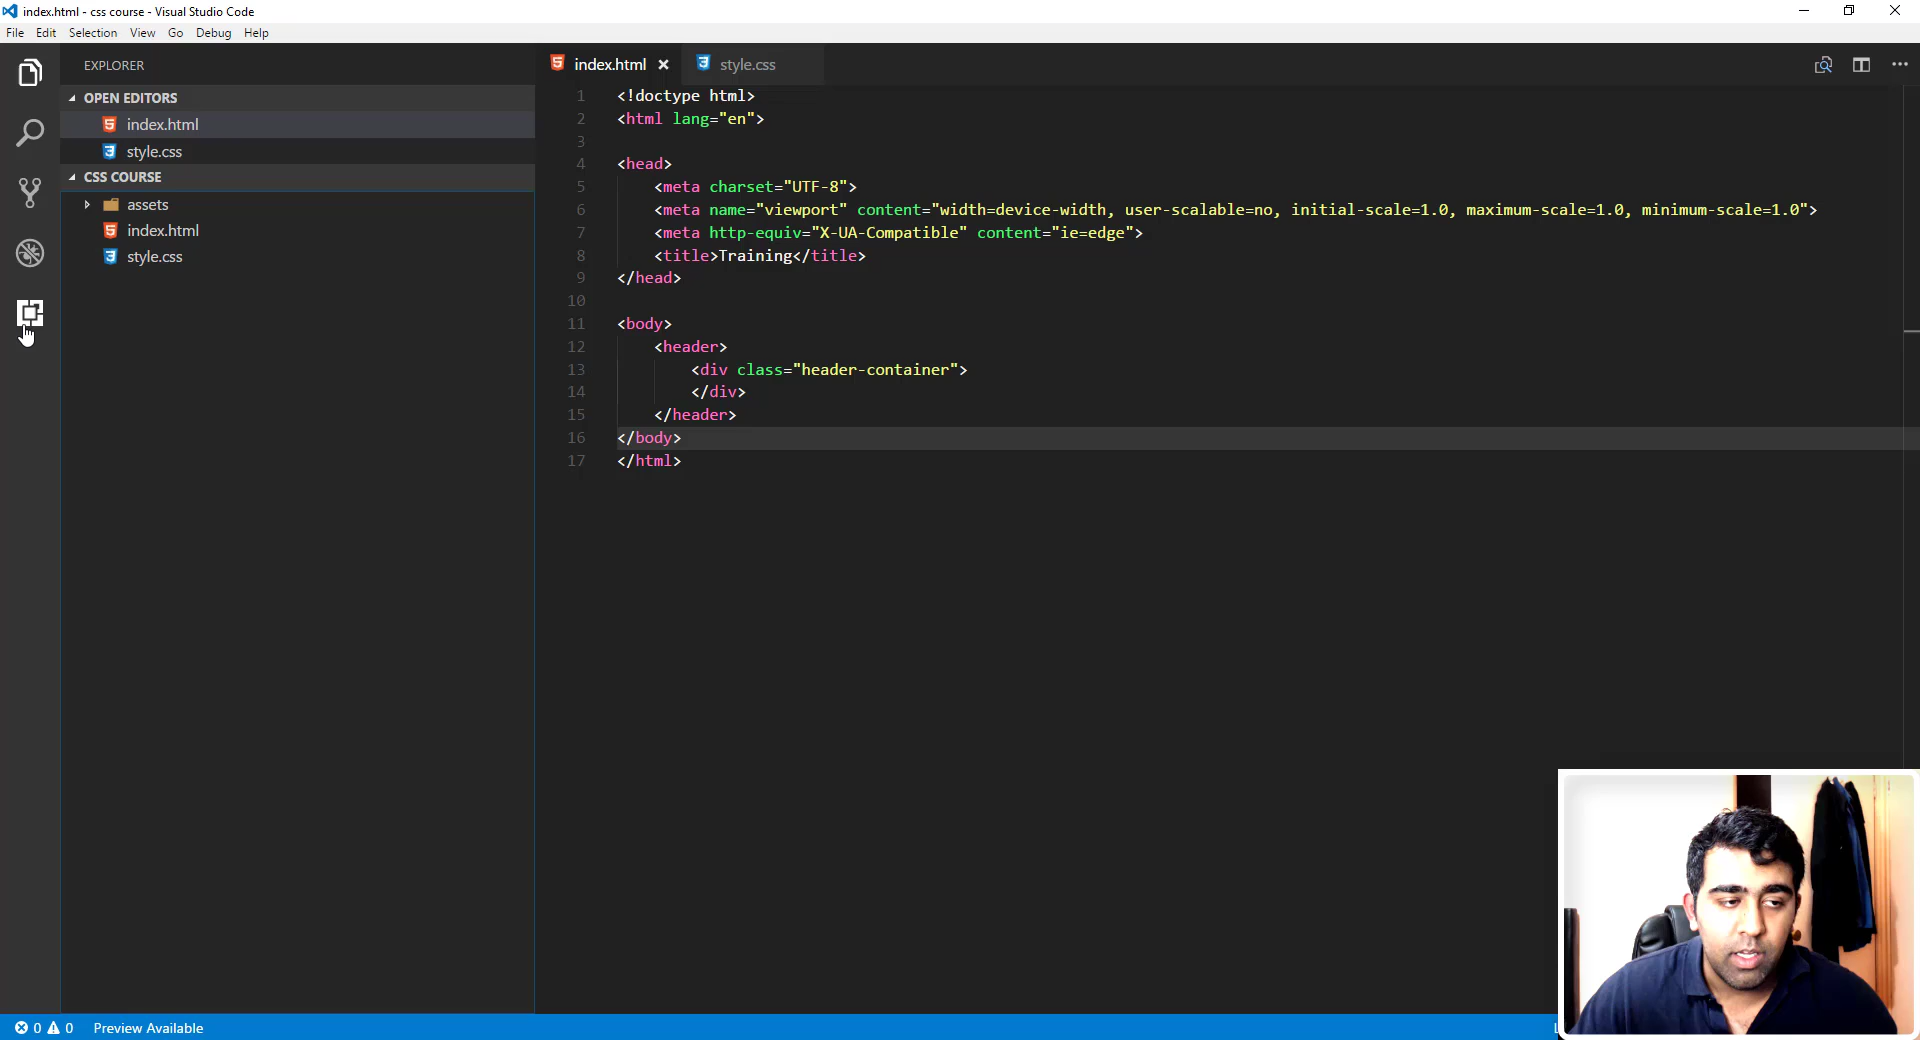 index.html - css course - Visual Studio Code
File Edit Selection View Go Debug Help
EXPLORER
OPEN EDITORS
index.html
style.css
CSS COURSE
assets
index.html
style.css
index.html style.css
1 <!doctype html>
2 <html lang="en">
3
4 <head>
5 <meta charset="UTF-8">
6 <meta name="viewport" content="width=device-width, user-scalable=no, initial-scale=1.0, maximum-scale=1.0, minimum-scale=1.0">
7 <meta http-equiv="X-UA-Compatible" content="ie=edge">
8 <title>Training</title>
9 </head>
10
11 <body>
12 <header>
13 <div class="header-container">
14 </div>
15 </header>
16 </body>
17 </html>
0 0 Preview Available